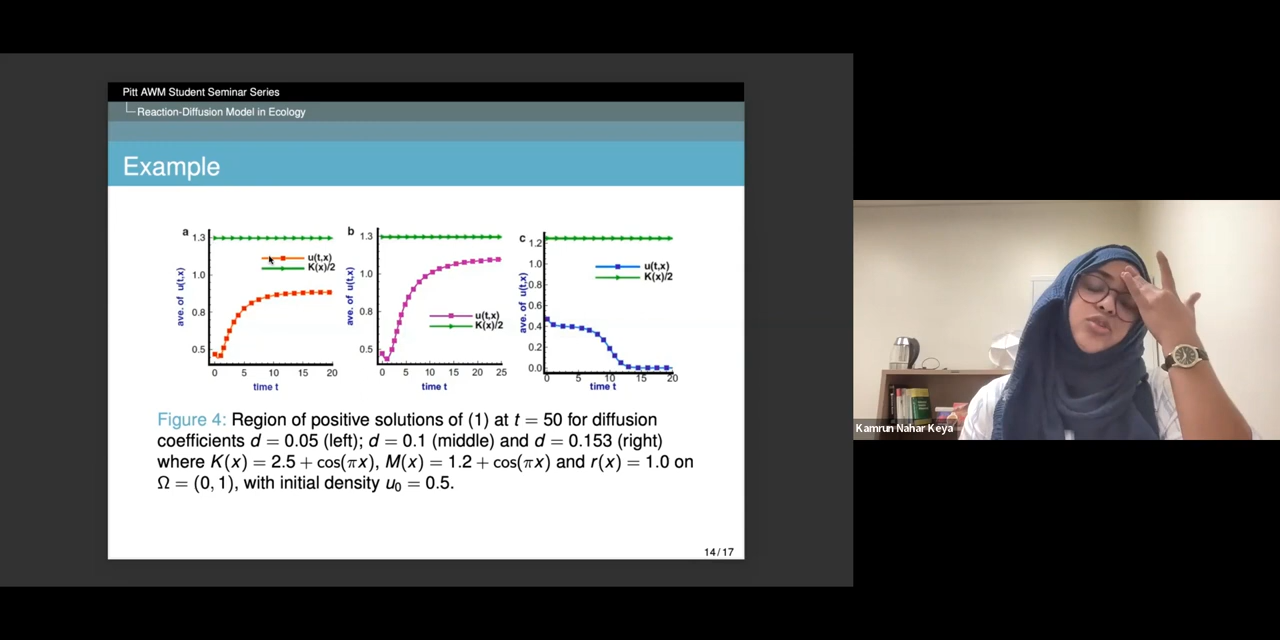 Pitt AWM Student Seminar Series
Reaction-Diffusion Model in Ecology
Example
a
1.3
1.0
0.8
0.5
ave. of u(t,x)
u(t,x)
K(x)/2
0 5 10 15 20
time t
b
1.3
1.0
0.8
0.5
ave. of u(t,x)
u(t,x)
K(x)/2
0 5 10 15 20 25
time t
c
1.2
1.0
0.8
0.6
0.4
0.2
0.0
ave. of u(t,x)
u(t,x)
K(x)/2
0 5 10 15 20
time t
Figure 4: Region of positive solutions of (1) at t = 50 for diffusion
coefficients d = 0.05 (left); d = 0.1 (middle) and d = 0.153 (right)
where K(x) = 2.5 + cos(πx), M(x) = 1.2 + cos(πx) and r(x) = 1.0 on
Ω = (0, 1), with initial density u₀ = 0.5.
14/17
Kamrun Nahar Keya